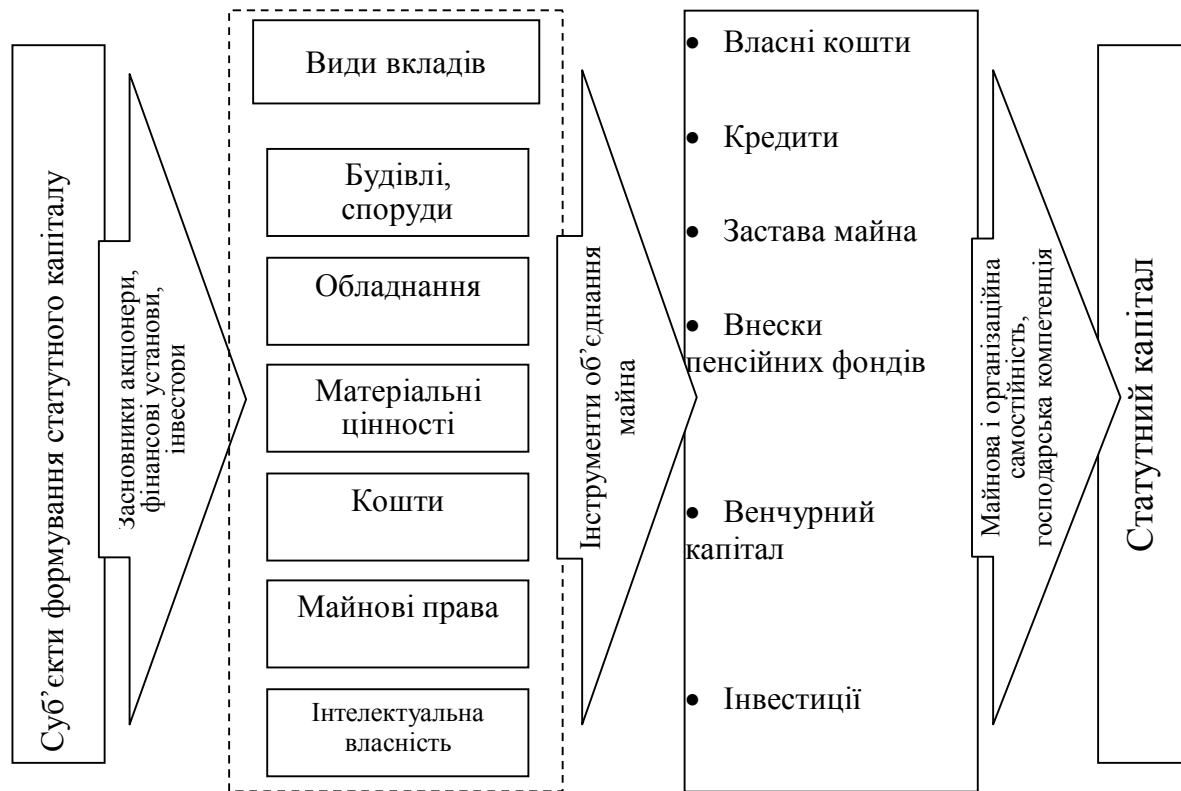 Суб’єкти формування статутного капіталу
Засновники акціонери,
фінансові установи,
інвестори
Види вкладів
Будівлі,
споруди
Обладнання
Матеріальні
цінності
Кошти
Майнові права
Інтелектуальна
власність
Інструменти об’єднання
майна
• Власні кошти
• Кредити
• Застава майна
• Внески
пенсійних фондів
• Венчурний
капітал
• Інвестиції
Майнова і організаційна
самостійність,
господарська компетенція
Статутний капітал